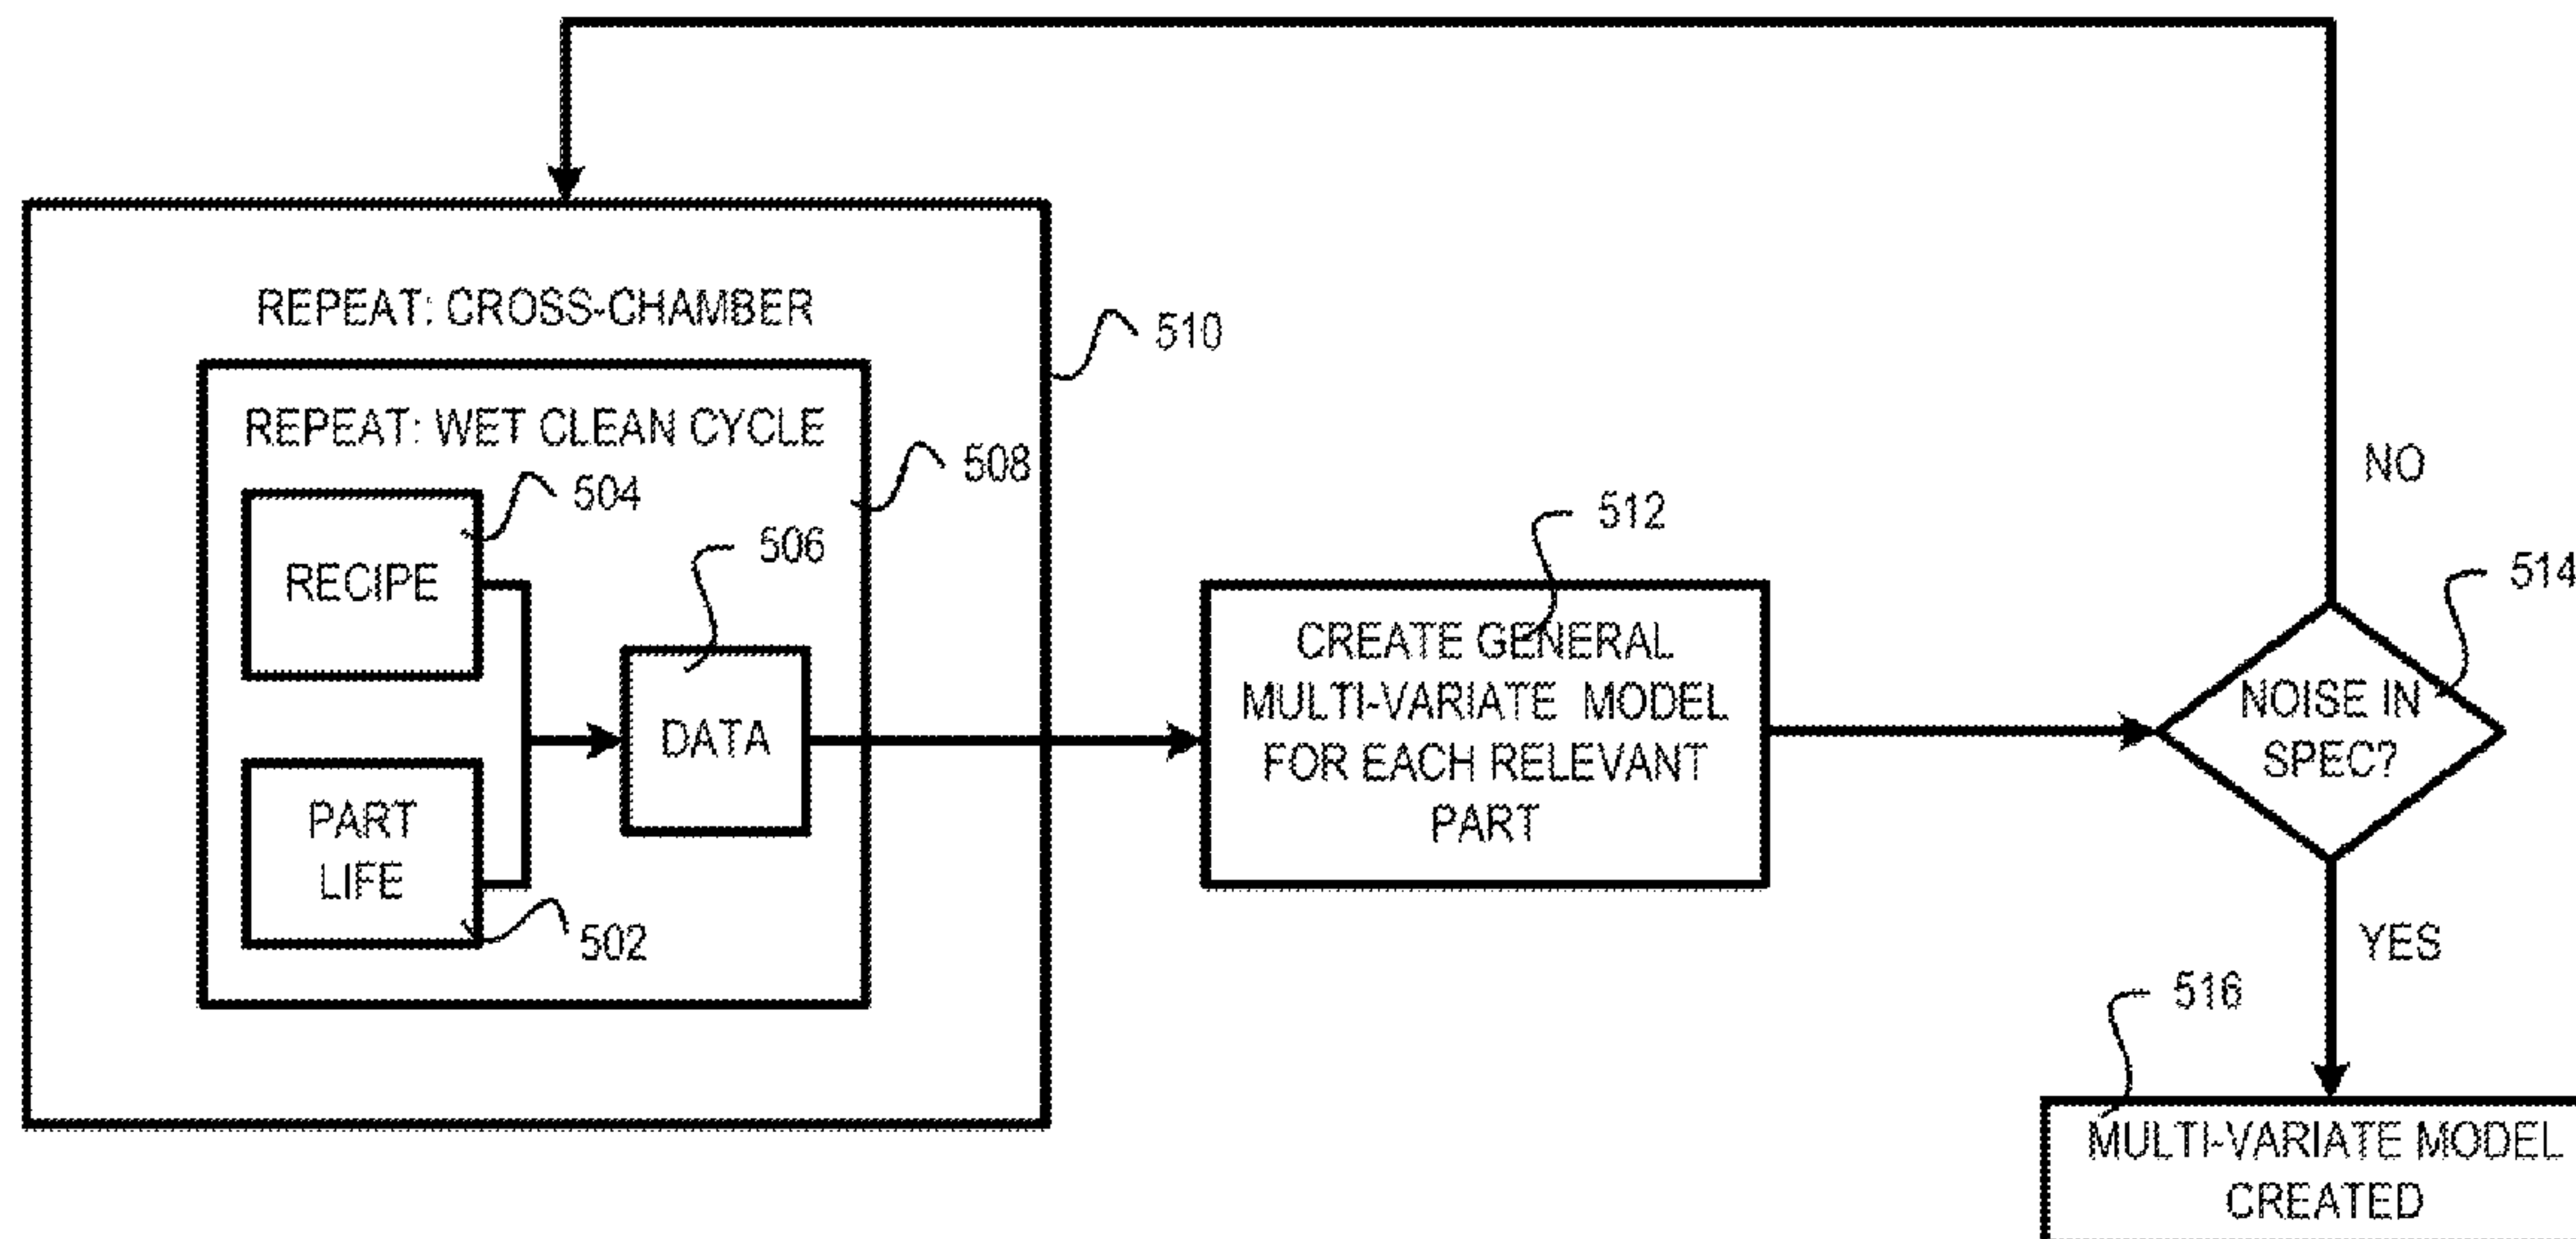 REPEAT: CROSS-CHAMBER
510
REPEAT: WET CLEAN CYCLE
508
504
RECIPE
506
DATA
PART
LIFE
502
512
CREATE GENERAL
MULTI-VARIATE MODEL
FOR EACH RELEVANT
PART
NO
514
NOISE IN
SPEC?
YES
516
MULTI-VARIATE MODEL
CREATED